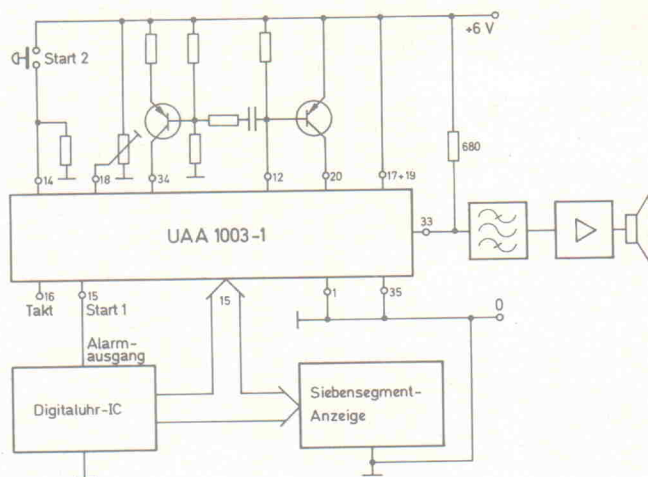 +6 V
Start 2
680
14
18
34
12
20
17+19
UAA 1003-1
33
16
15
15
1
35
Takt
Start 1
0
Alarm-
ausgang
Digitaluhr-IC
Siebensegment-
Anzeige